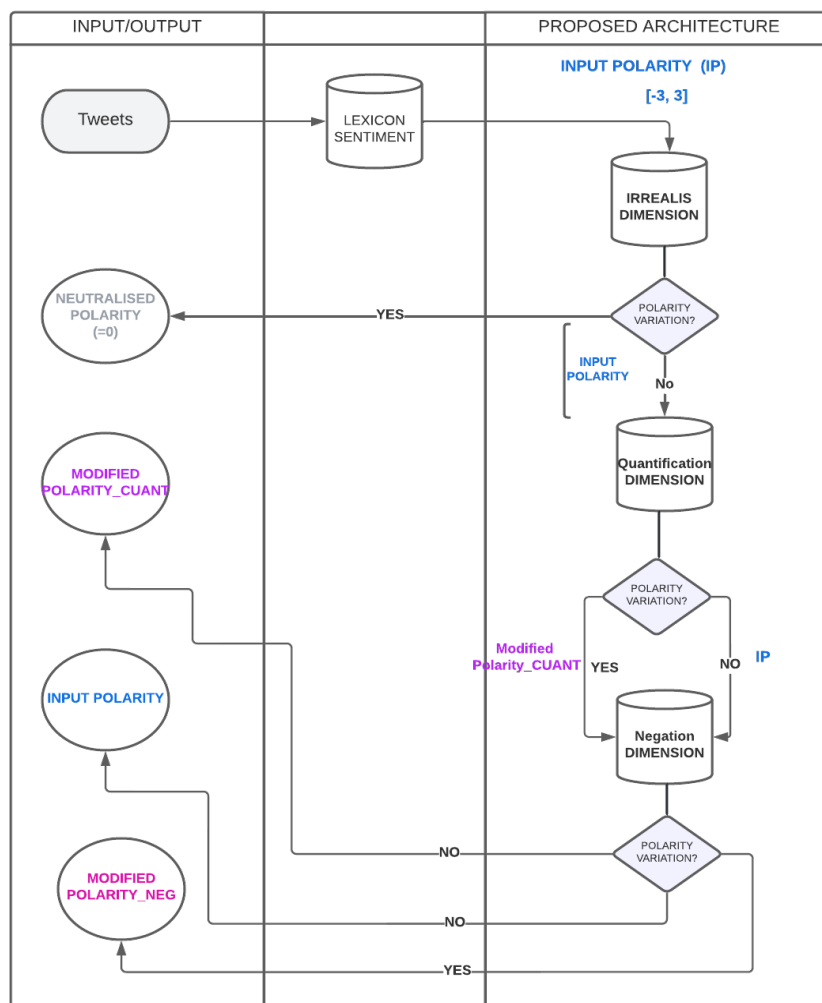 INPUT/OUTPUT
PROPOSED ARCHITECTURE
INPUT POLARITY (IP)
[-3, 3]
Tweets
LEXICON
SENTIMENT
IRREALIS
DIMENSION
NEUTRALISED
POLARITY
(=0)
YES
POLARITY
VARIATION?
INPUT
POLARITY
No
MODIFIED
POLARITY_CUANT
Quantification
DIMENSION
POLARITY
VARIATION?
Modified
Polarity_CUANT
YES
NO
IP
INPUT POLARITY
Negation
DIMENSION
POLARITY
VARIATION?
NO
MODIFIED
POLARITY_NEG
NO
YES